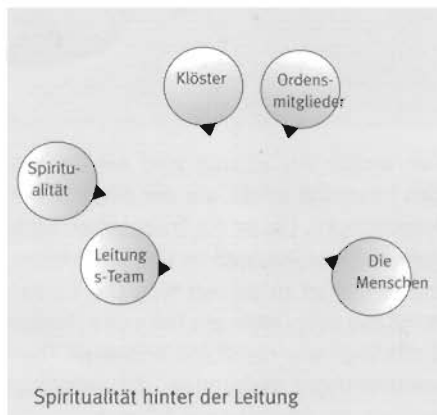 Klöster
Ordens-
mitglieder
Spiritu-
alität
Leitung
s-Team
Die
Menschen
Spiritualität hinter der Leitung